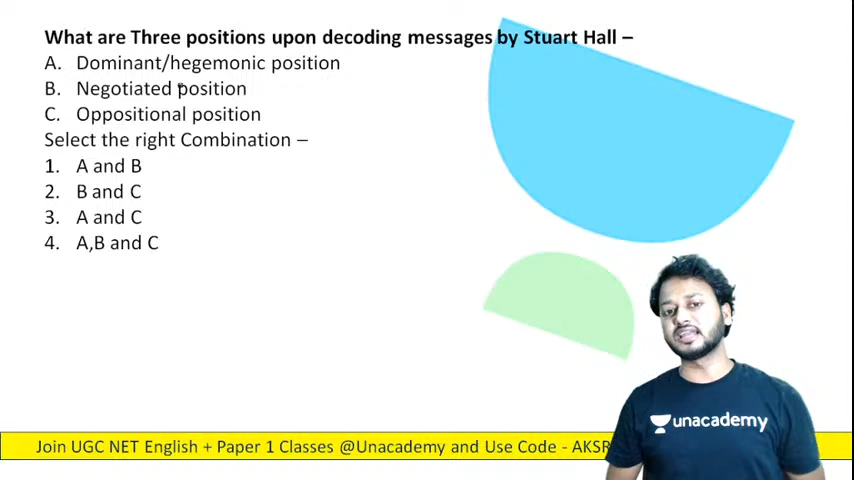 What are Three positions upon decoding messages by Stuart Hall –
A. Dominant/hegemonic position
B. Negotiated position
C. Oppositional position
Select the right Combination –
1. A and B
2. B and C
3. A and C
4. A,B and C
unacademy
Join UGC NET English + Paper 1 Classes @Unacademy and Use Code - AKSR